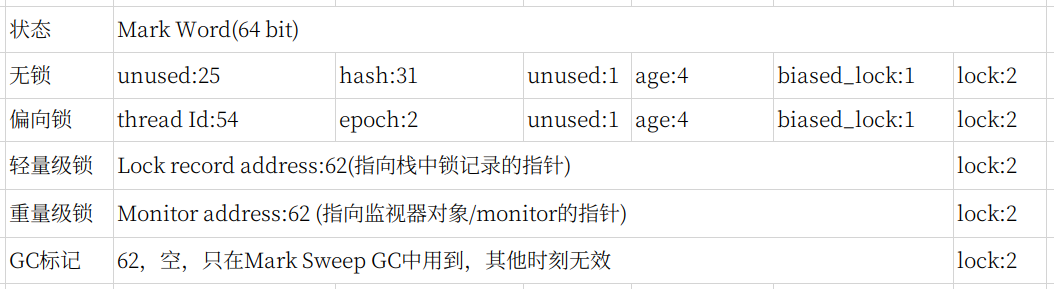 状态 Mark Word(64 bit)
无锁 unused:25 hash:31 unused:1 age:4 biased_lock:1 lock:2
偏向锁 thread Id:54 epoch:2 unused:1 age:4 biased_lock:1 lock:2
轻量级锁 Lock record address:62(指向栈中锁记录的指针) lock:2
重量级锁 Monitor address:62 (指向监视器对象/monitor的指针) lock:2
GC标记 62，空，只在Mark Sweep GC中用到，其他时刻无效 lock:2